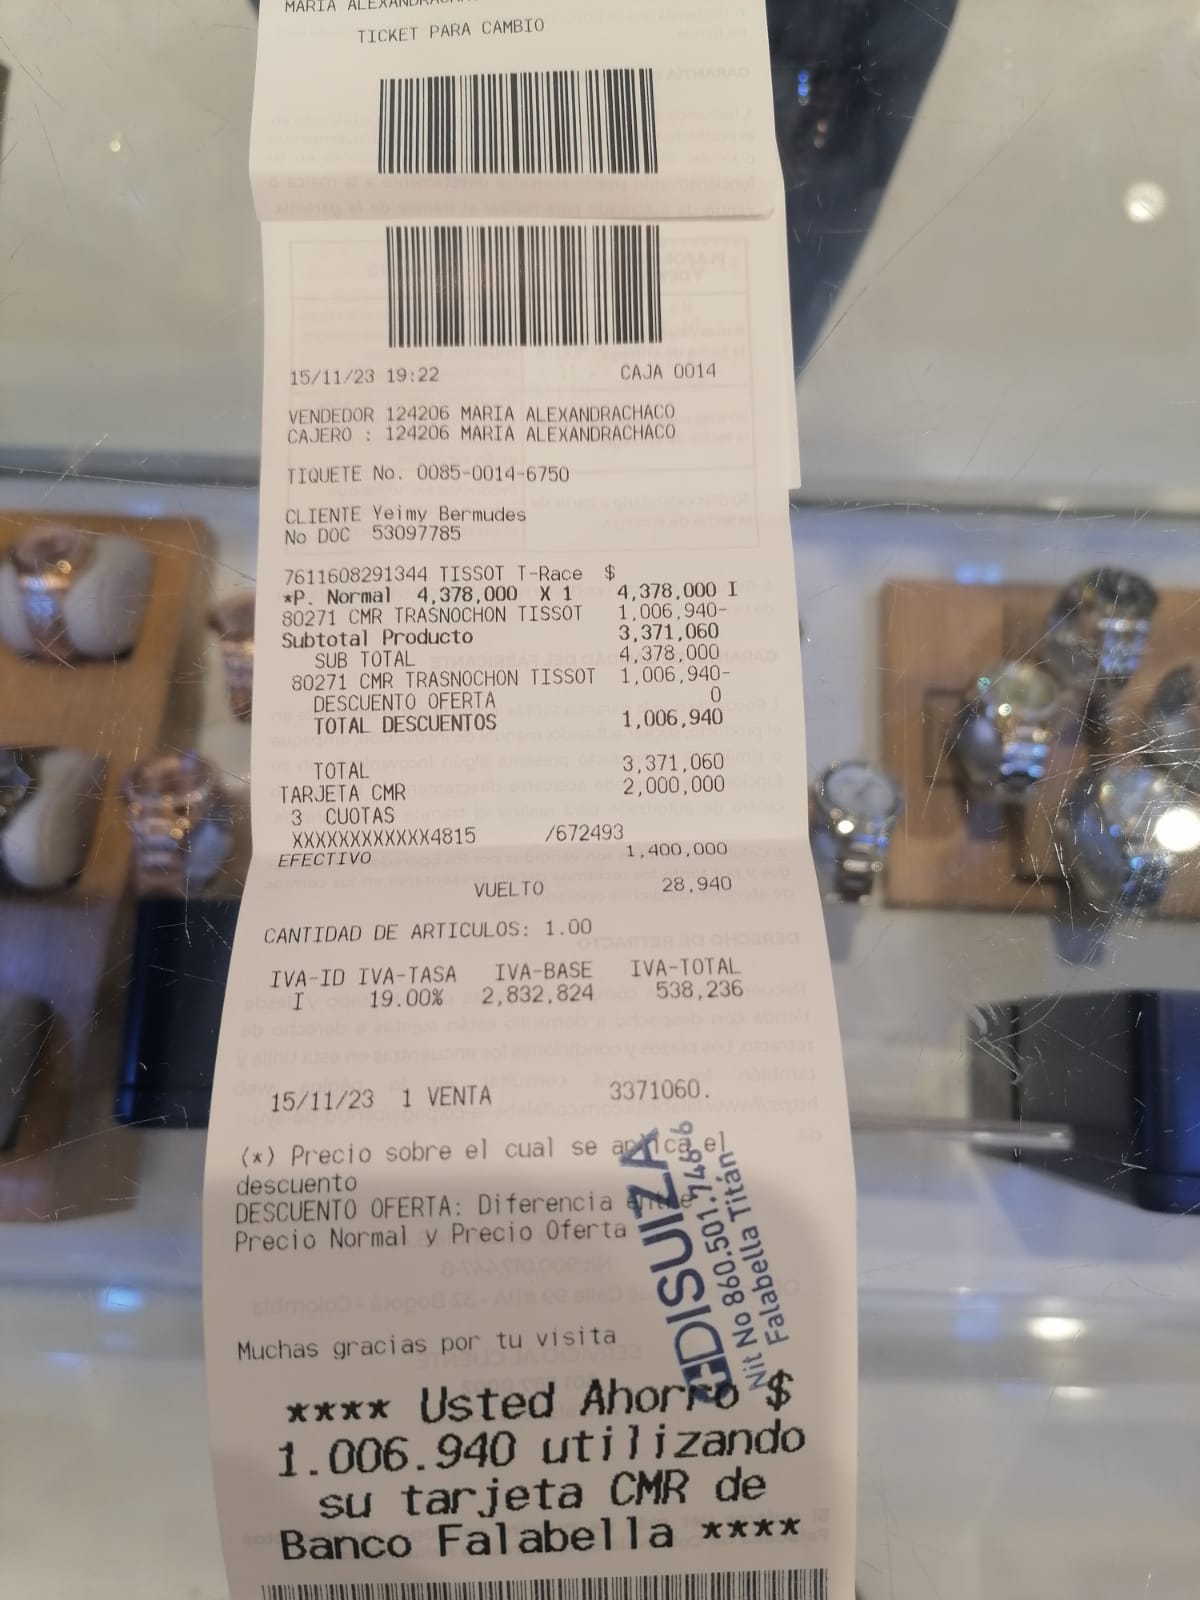 MARIA
TICKET PARA CAMBIO
15/11/23 19:22 CAJA 0014
VENDEDOR 124206 MARIA ALEXANDRACHACO
CAJERO : 124206 MARIA ALEXANDRACHACO
TIQUETE No. 0085-0014-6750
CLIENTE Yeimy Bermudes
No DOC 53097785
7611608291344 TISSOT T-Race $
*P. Normal 4,378,000 X 1 4,378,000 I
80271 CMR TRASNOCHON TISSOT 1,006,940-
Subtotal Producto 3,371,060
SUB TOTAL 4,378,000
80271 CMR TRASNOCHON TISSOT 1,006,940-
DESCUENTO OFERTA 0
TOTAL DESCUENTOS 1,006,940
TOTAL 3,371,060
TARJETA CMR 2,000,000
3 CUOTAS
XXXXXXXXXXXX4815 /672493
EFECTIVO 1,400,000
VUELTO 28,940
CANTIDAD DE ARTICULOS: 1.00
IVA-ID IVA-TASA IVA-BASE IVA-TOTAL
I 19.00% 2,832,824 538,236
15/11/23 1 VENTA 3371060.
(*) Precio sobre el cual se aplica el
descuento
DESCUENTO OFERTA: Diferencia entre
Precio Normal y Precio Oferta
DISUIZA
Nit No 860.501.748-6
Falabella Titán
Muchas gracias por tu visita
**** Usted Ahorro $
1.006.940 utilizando
su tarjeta CMR de
Banco Falabella ****